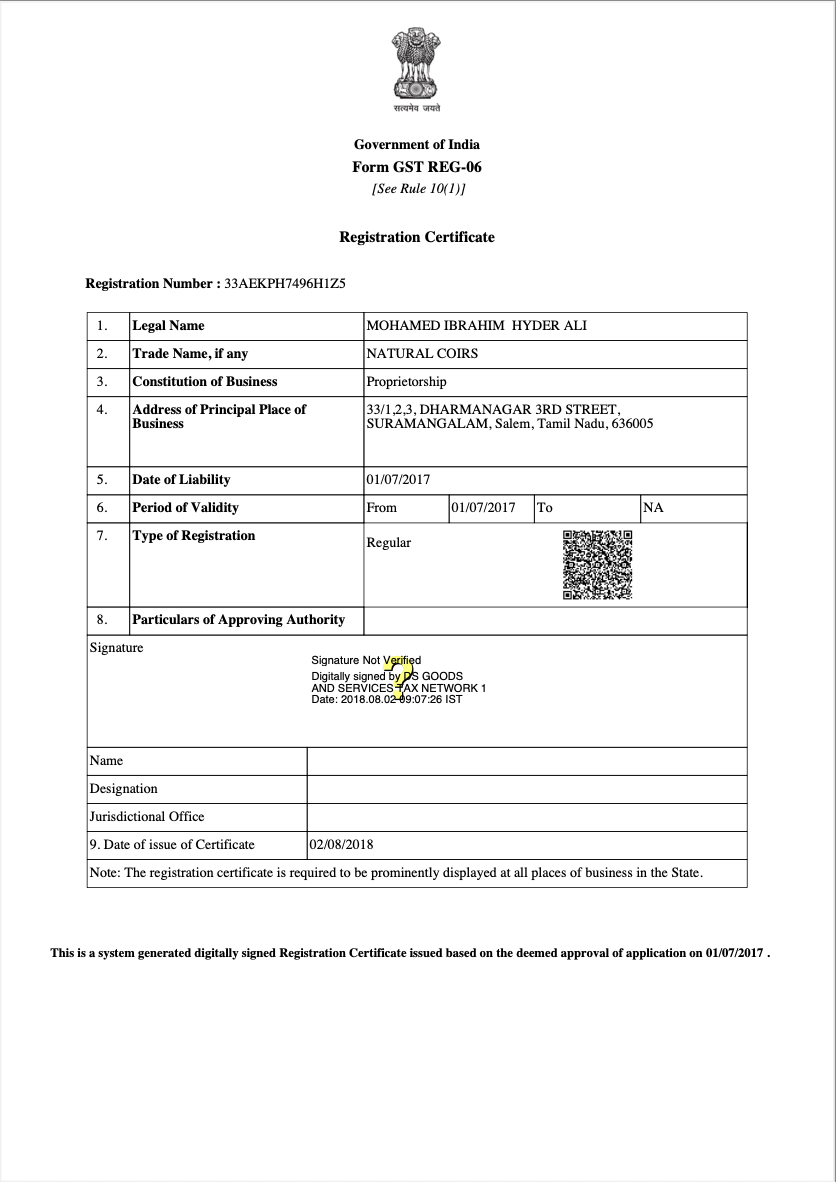 सत्यमेव जयते
Government of India
Form GST REG-06
[See Rule 10(1)]
Registration Certificate
Registration Number : 33AEKPH7496H1Z5
1. Legal Name MOHAMED IBRAHIM HYDER ALI
2. Trade Name, if any NATURAL COIRS
3. Constitution of Business Proprietorship
4. Address of Principal Place of Business 33/1,2,3, DHARMANAGAR 3RD STREET,
SURAMANGALAM, Salem, Tamil Nadu, 636005
5. Date of Liability 01/07/2017
6. Period of Validity From 01/07/2017 To NA
7. Type of Registration Regular
8. Particulars of Approving Authority
Signature
Signature Not Verified
Digitally signed by DS GOODS
AND SERVICES TAX NETWORK 1
Date: 2018.08.02 09:07:26 IST
Name
Designation
Jurisdictional Office
9. Date of issue of Certificate 02/08/2018
Note: The registration certificate is required to be prominently displayed at all places of business in the State.
This is a system generated digitally signed Registration Certificate issued based on the deemed approval of application on 01/07/2017 .